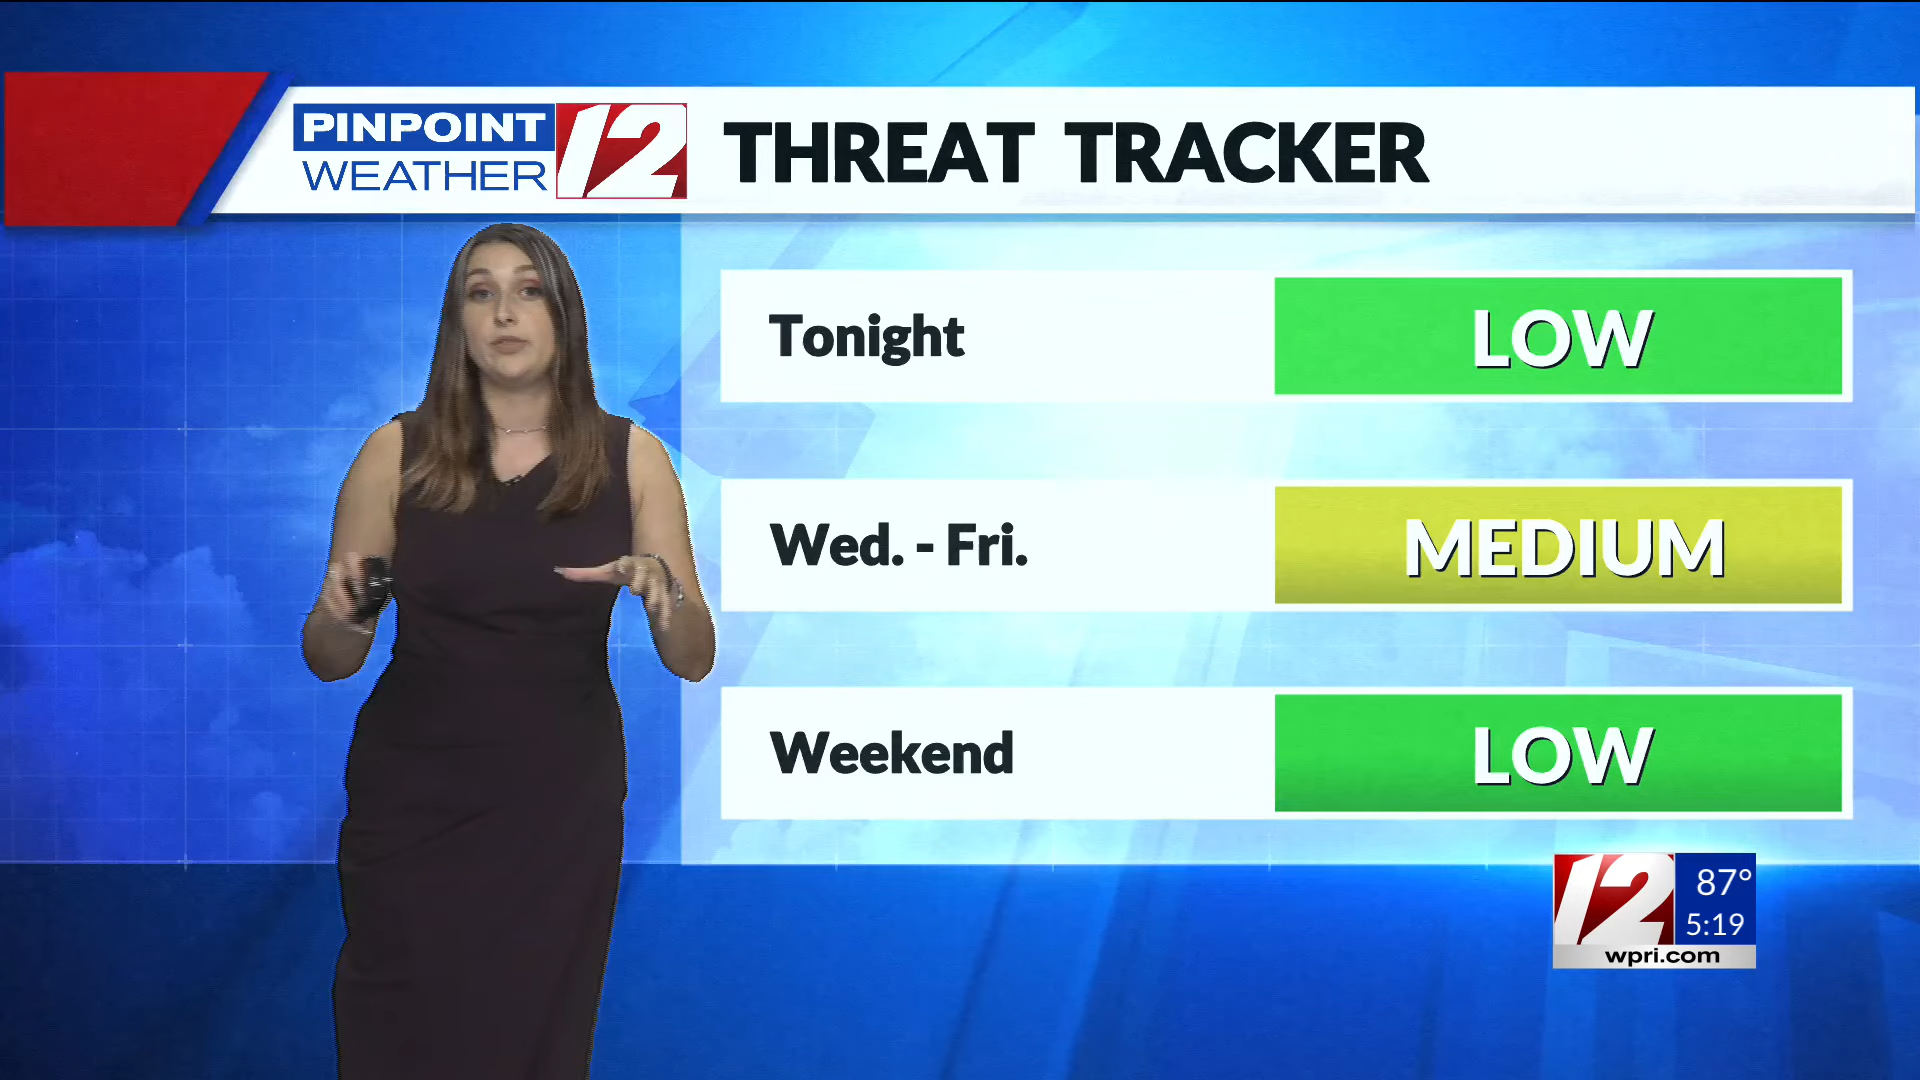 PINPOINT
WEATHER
12
THREAT TRACKER
Tonight
LOW
Wed. - Fri.
MEDIUM
Weekend
LOW
12
87°
5:19
wpri.com